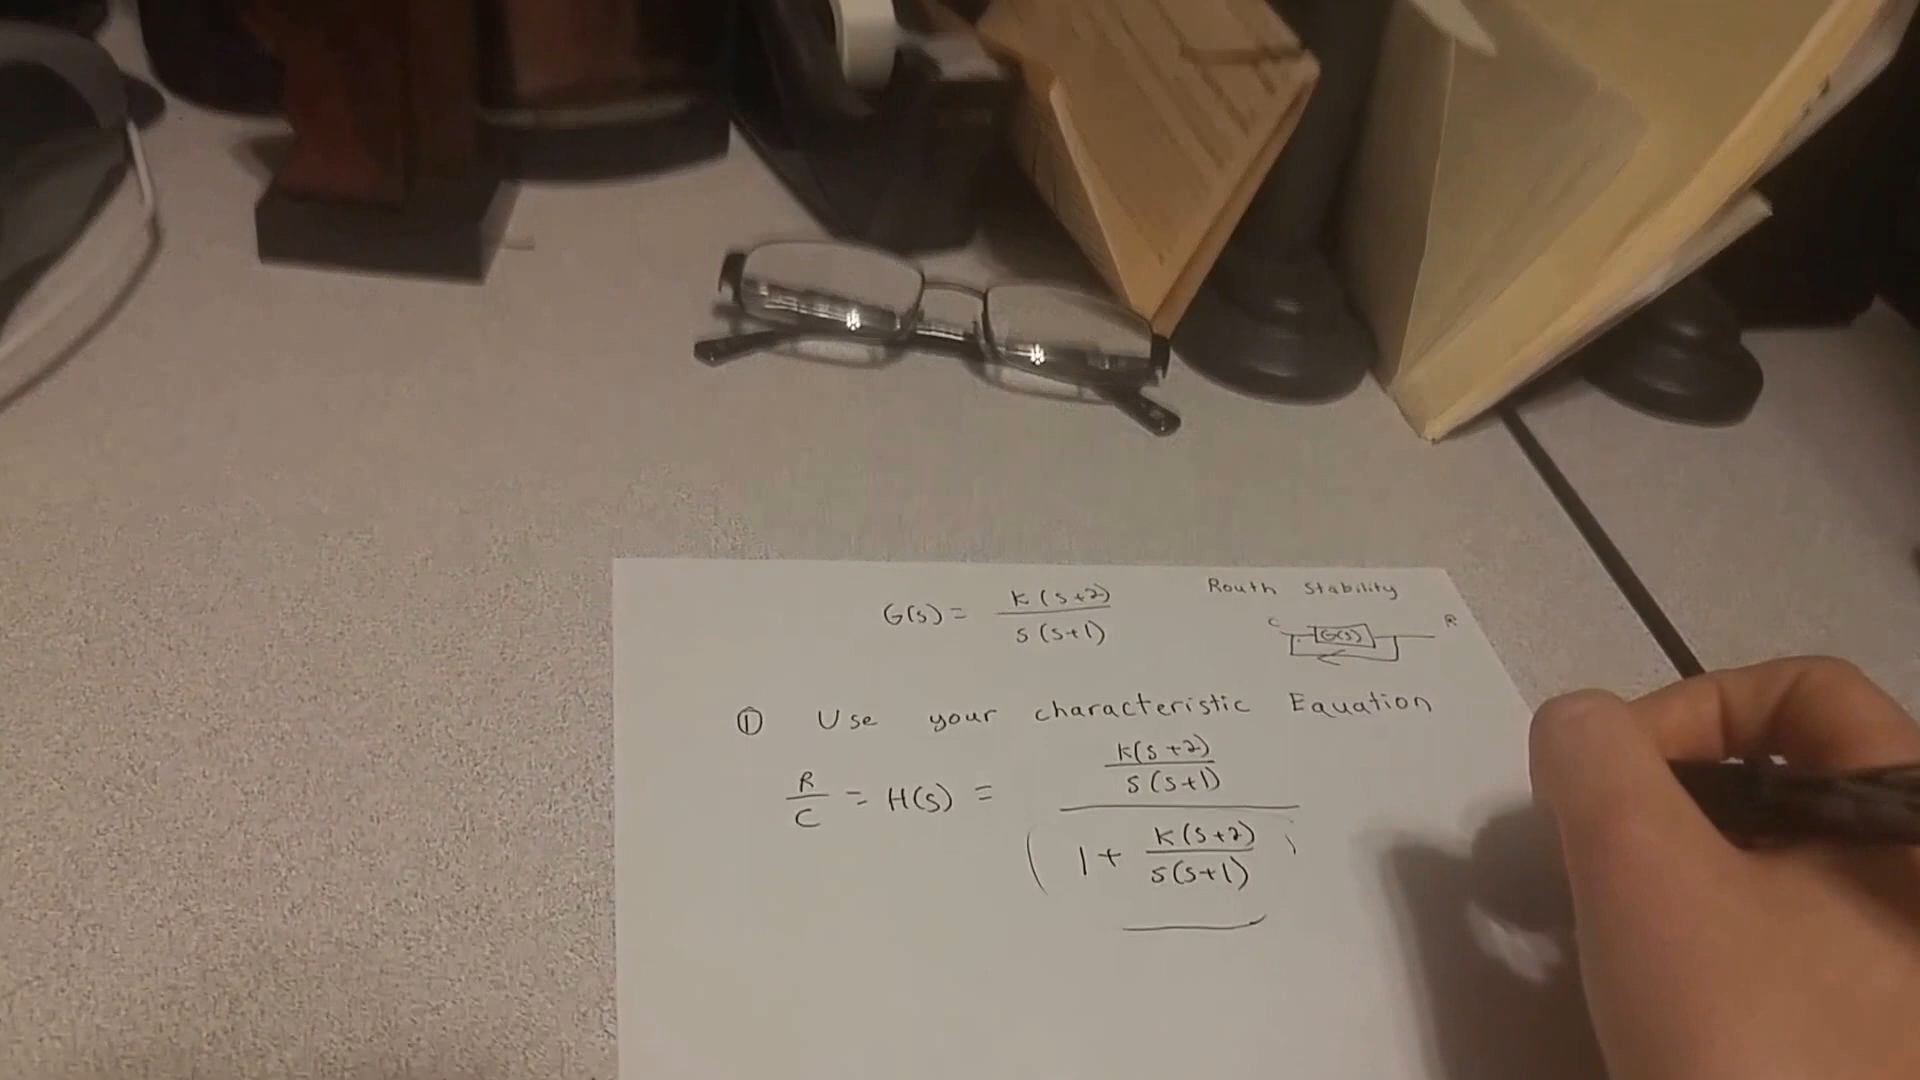 G(s) = K(s+2) / s(s+1)
Routh Stability
C G(s) R
① Use your characteristic Equation
R/C = H(s) = (K(s+2) / s(s+1)) / (1 + K(s+2) / s(s+1))